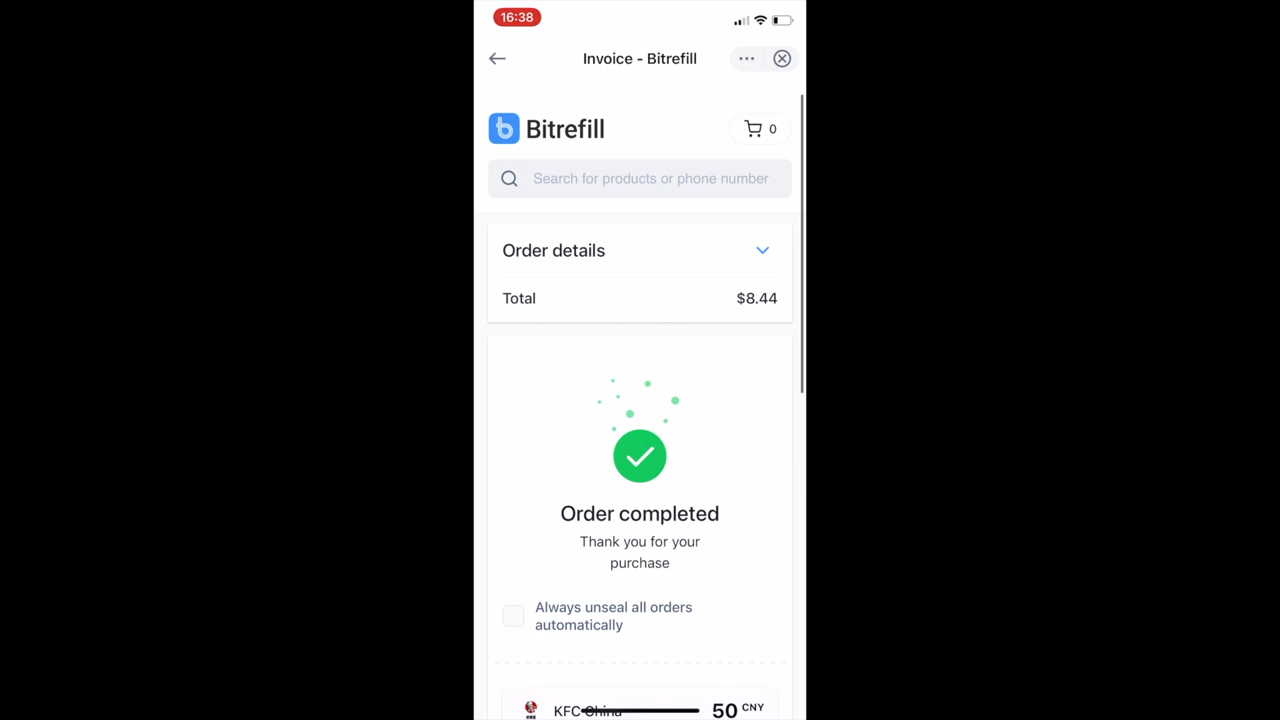 16:38
Invoice - Bitrefill
Bitrefill
0
Search for products or phone number
Order details
Total $8.44
Order completed
Thank you for your
purchase
Always unseal all orders
automatically
KFC China 50 CNY